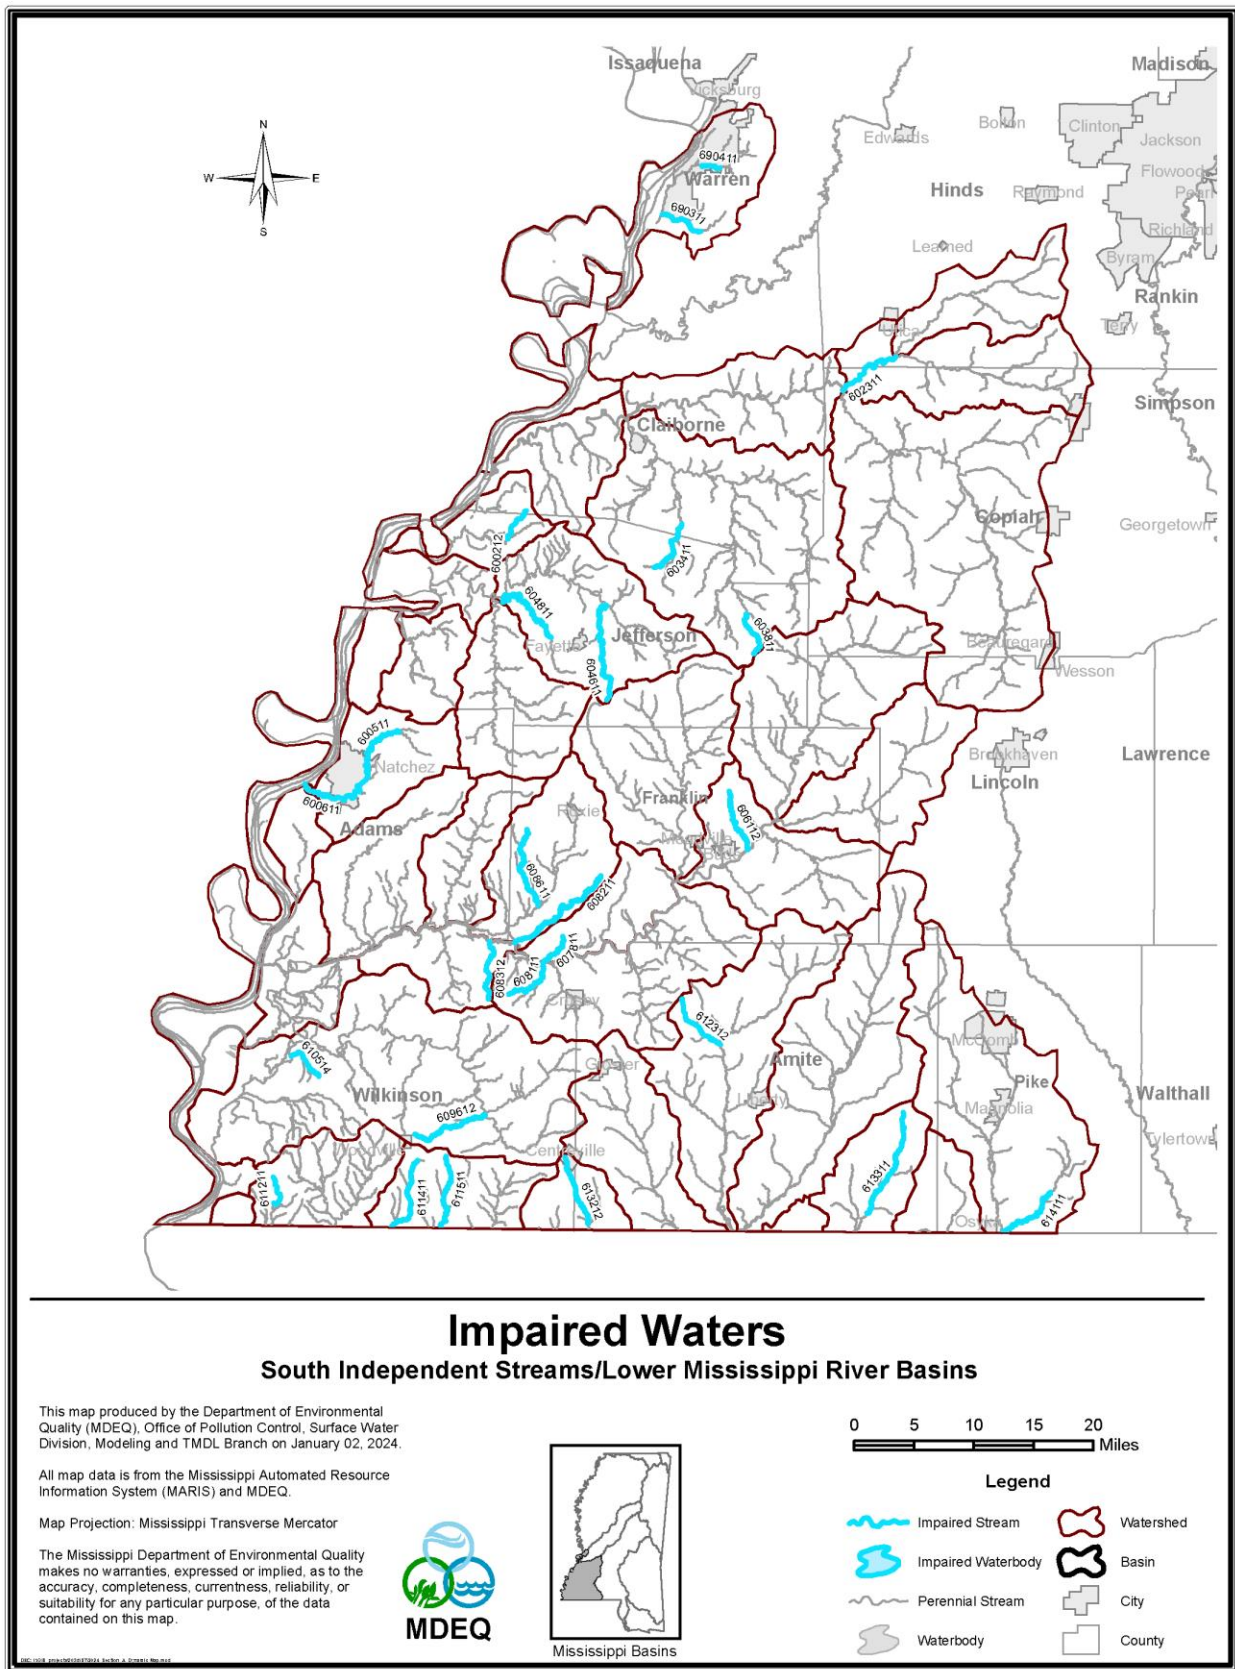 Issaquena
Madison
Vicksburg
Edwards
Bolton
Clinton
Jackson
690411
Warren
Flowood
Hinds
Raymond
Pearl
690311
Richland
Learned
Byram
Rankin
Utica
Terry
602311
Simpson
Claiborne
Copiah
Georgetown
600212
603411
604811
603811
Fayette
Jefferson
Beauregard
Wesson
604611
600511
Natchez
Brookhaven
Lawrence
Lincoln
600611
Franklin
Roxie
606112
Adams
Meadville
Bude
608611
608211
607811
608312
608111
Crosby
612312
McComb
610514
Amite
Gloster
Pike
Wilkinson
Liberty
Magnolia
Walthall
609612
Tylertown
Woodville
Centreville
611211
611411
611511
613212
613311
614111
Osyka
N
W E
S
Impaired Waters
South Independent Streams/Lower Mississippi River Basins
This map produced by the Department of Environmental
Quality (MDEQ), Office of Pollution Control, Surface Water
Division, Modeling and TMDL Branch on January 02, 2024.
All map data is from the Mississippi Automated Resource
Information System (MARIS) and MDEQ.
Map Projection: Mississippi Transverse Mercator
The Mississippi Department of Environmental Quality
makes no warranties, expressed or implied, as to the
accuracy, completeness, currentness, reliability, or
suitability for any particular purpose, of the data
contained on this map.
MDEQ
Mississippi Basins
0 5 10 15 20
Miles
Legend
Impaired Stream
Watershed
Impaired Waterbody
Basin
Perennial Stream
City
Waterbody
County